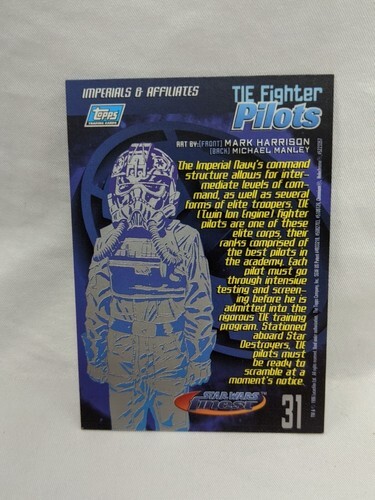 IMPERIALS & AFFILIATES
TIE Fighter
Pilots
Topps
TRADING CARDS
ART BY: [FRONT] MARK HARRISON
[BACK] MICHAEL MANLEY
The Imperial Navy's command
structure allows for inter-
mediate levels of com-
mand, as well as several
forms of elite troopers. TIE
(Twin Ion Engine) fighter
pilots are one of these
elite corps, their
ranks comprised of
the best pilots in
the academy. Each
pilot must go
through intensive
testing and screen-
ing before he is
admitted into the
rigorous TIE training
program. Stationed
aboard Star
Destroyers, TIE
pilots must
be ready to
scramble at a
moment's notice.
STAR WARS
FINEST
31